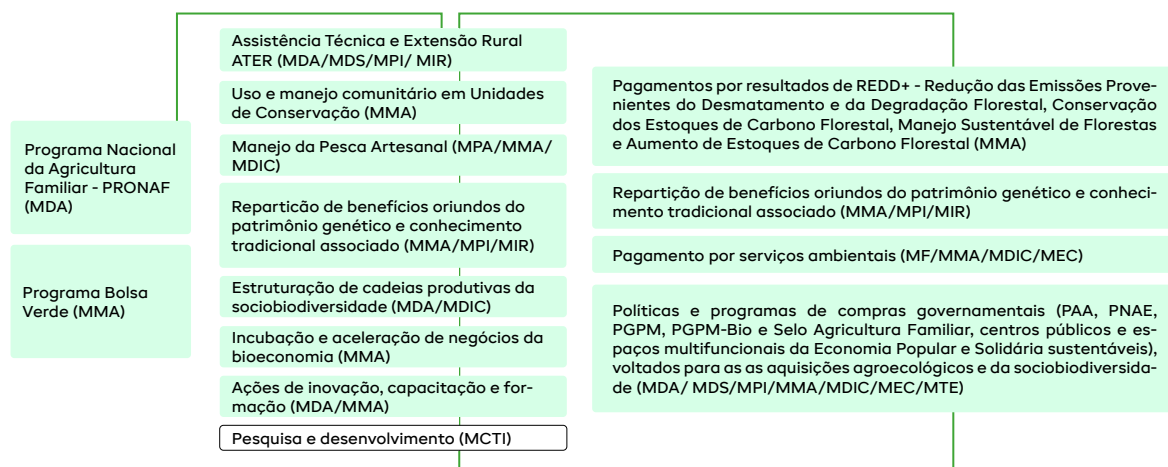 Programa Nacional
da Agricultura
Familiar - PRONAF
(MDA)
Programa Bolsa
Verde (MMA)
Assistência Técnica e Extensão Rural
ATER (MDA/MDS/MPI/ MIR)
Uso e manejo comunitário em Unidades
de Conservação (MMA)
Manejo da Pesca Artesanal (MPA/MMA/
MDIC)
Reparticão de benefícios oriundos do
patrimônio genético e conhecimento
tradicional associado (MMA/MPI/MIR)
Estruturação de cadeias produtivas da
sociobiodiversidade (MDA/MDIC)
Incubação e aceleração de negócios da
bioeconomia (MMA)
Ações de inovação, capacitação e for-
mação (MDA/MMA)
Pesquisa e desenvolvimento (MCTI)
Pagamentos por resultados de REDD+ - Redução das Emissões Prove-
nientes do Desmatamento e da Degradação Florestal, Conservação
dos Estoques de Carbono Florestal, Manejo Sustentável de Florestas
e Aumento de Estoques de Carbono Florestal (MMA)
Repartição de benefícios oriundos do patrimônio genético e conheci-
mento tradicional associado (MMA/MPI/MIR)
Pagamento por serviços ambientais (MF/MMA/MDIC/MEC)
Políticas e programas de compras governamentais (PAA, PNAE,
PGPM, PGPM-Bio e Selo Agricultura Familiar, centros públicos e es-
paços multifuncionais da Economia Popular e Solidária sustentáveis),
voltados para as as aquisições agroecológicos e da sociobiodiversida-
de (MDA/ MDS/MPI/MMA/MDIC/MEC/MTE)